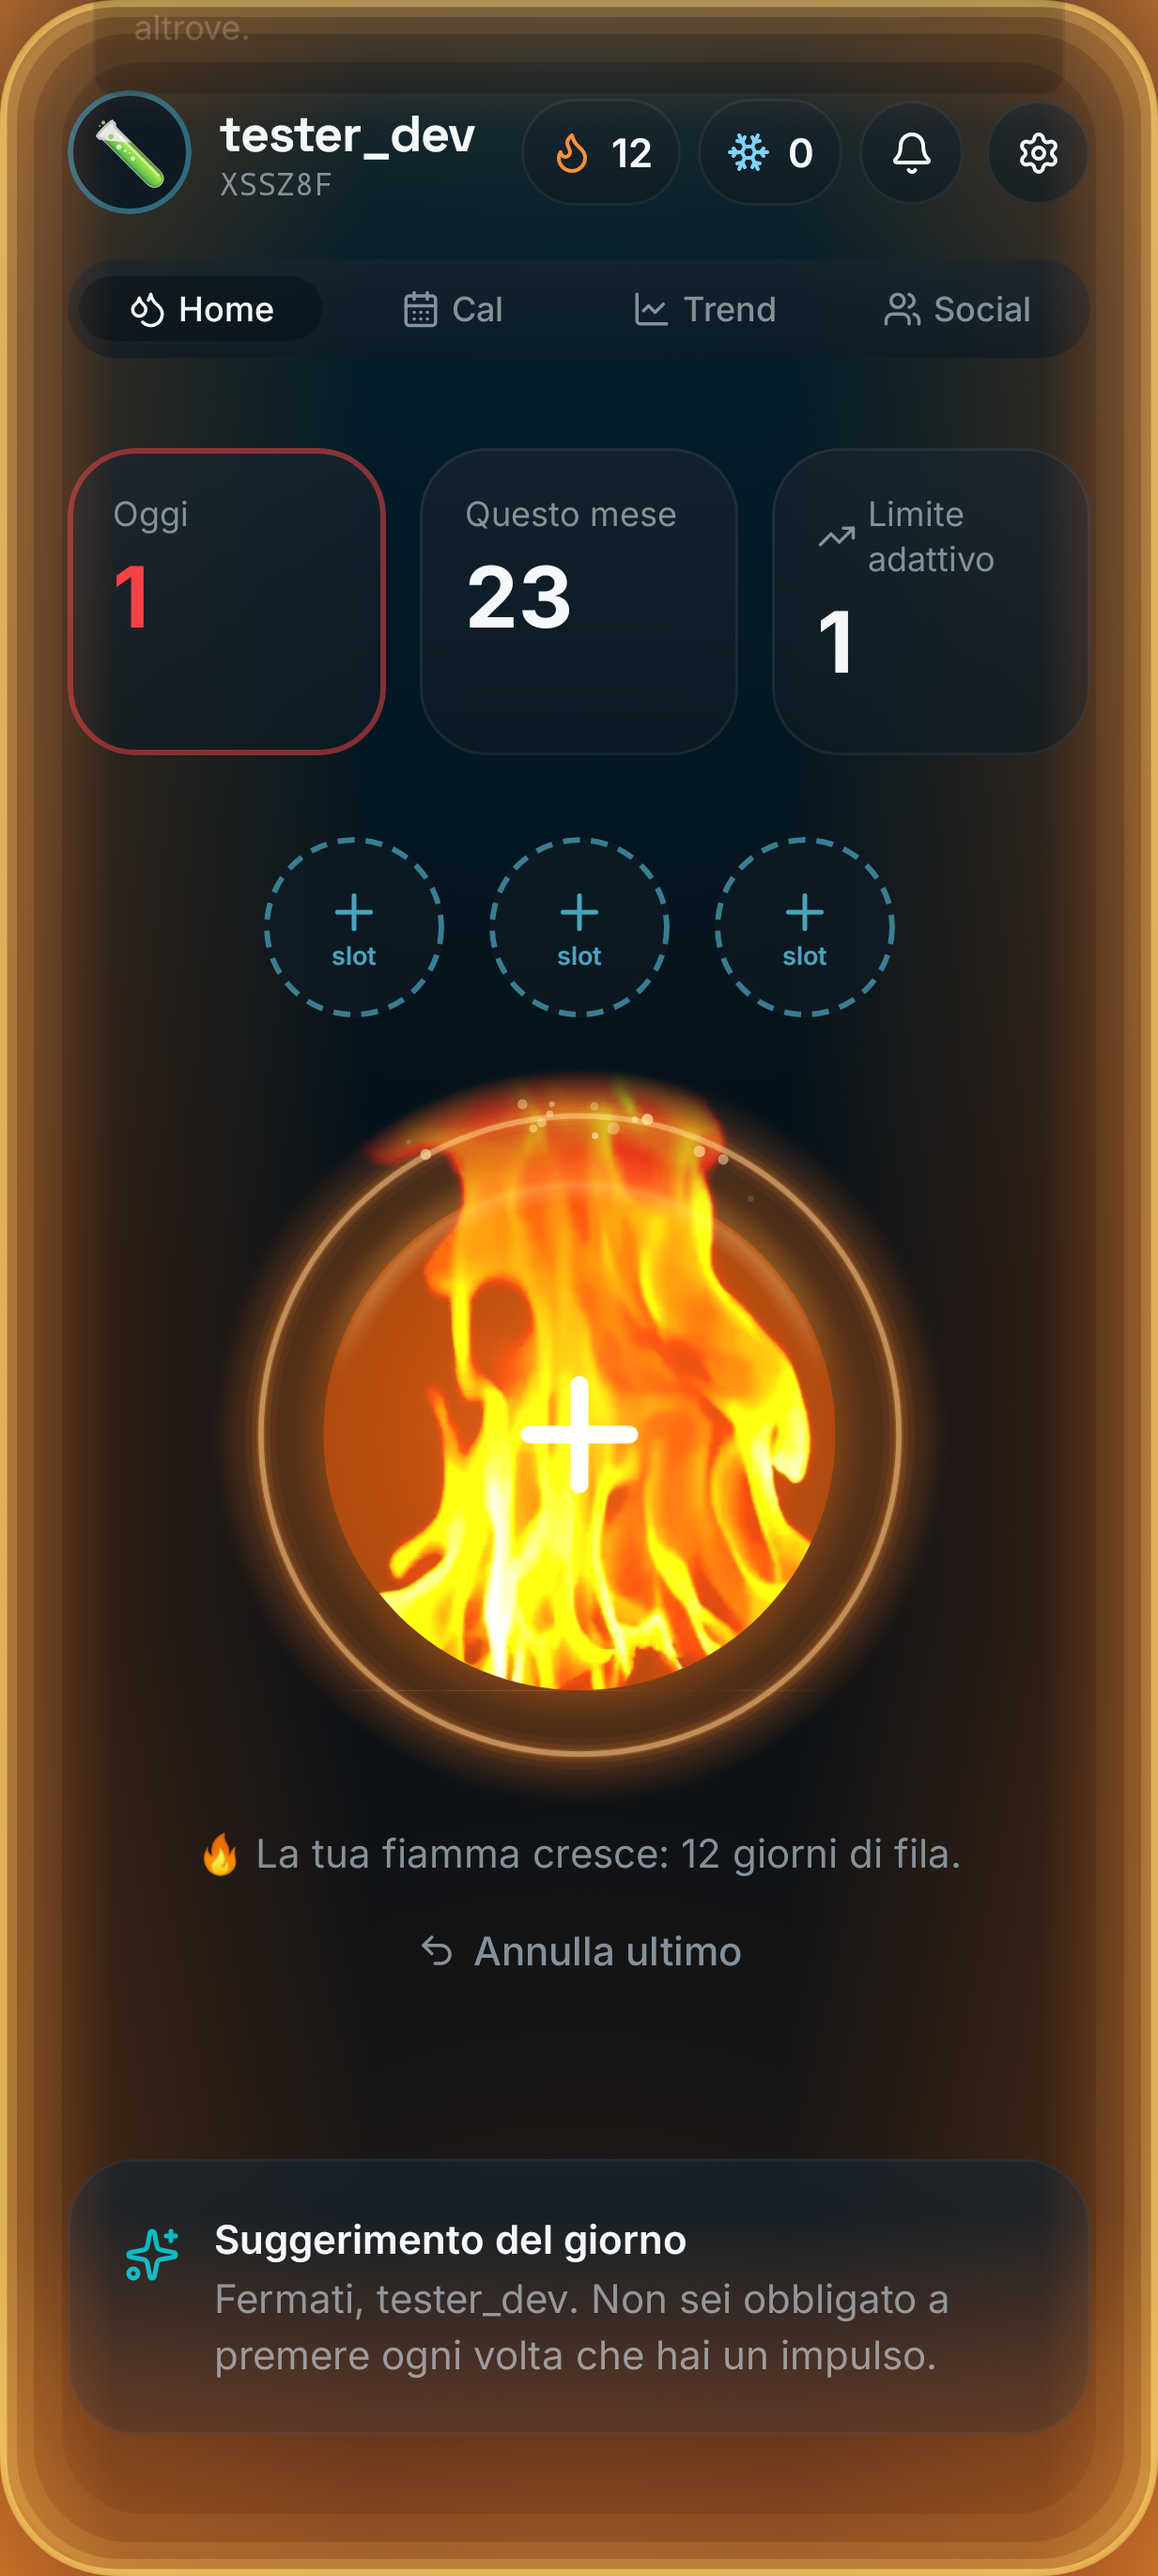 altrove.
tester_dev
XSSZ8F
12
0
Home
Cal
Trend
Social
Oggi
1
Questo mese
23
Limite
adattivo
1
slot
slot
slot
La tua fiamma cresce: 12 giorni di fila.
Annulla ultimo
Suggerimento del giorno
Fermati, tester_dev. Non sei obbligato a
premere ogni volta che hai un impulso.